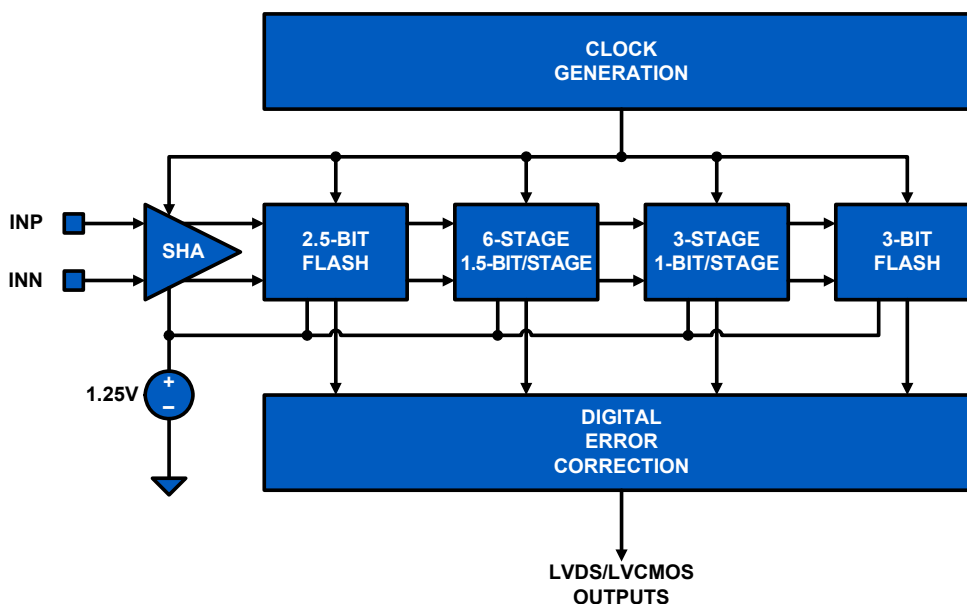 CLOCK
GENERATION
INP
INN
SHA
2.5-BIT
FLASH
6-STAGE
1.5-BIT/STAGE
3-STAGE
1-BIT/STAGE
3-BIT
FLASH
1.25V
+
–
DIGITAL
ERROR
CORRECTION
LVDS/LVCMOS
OUTPUTS